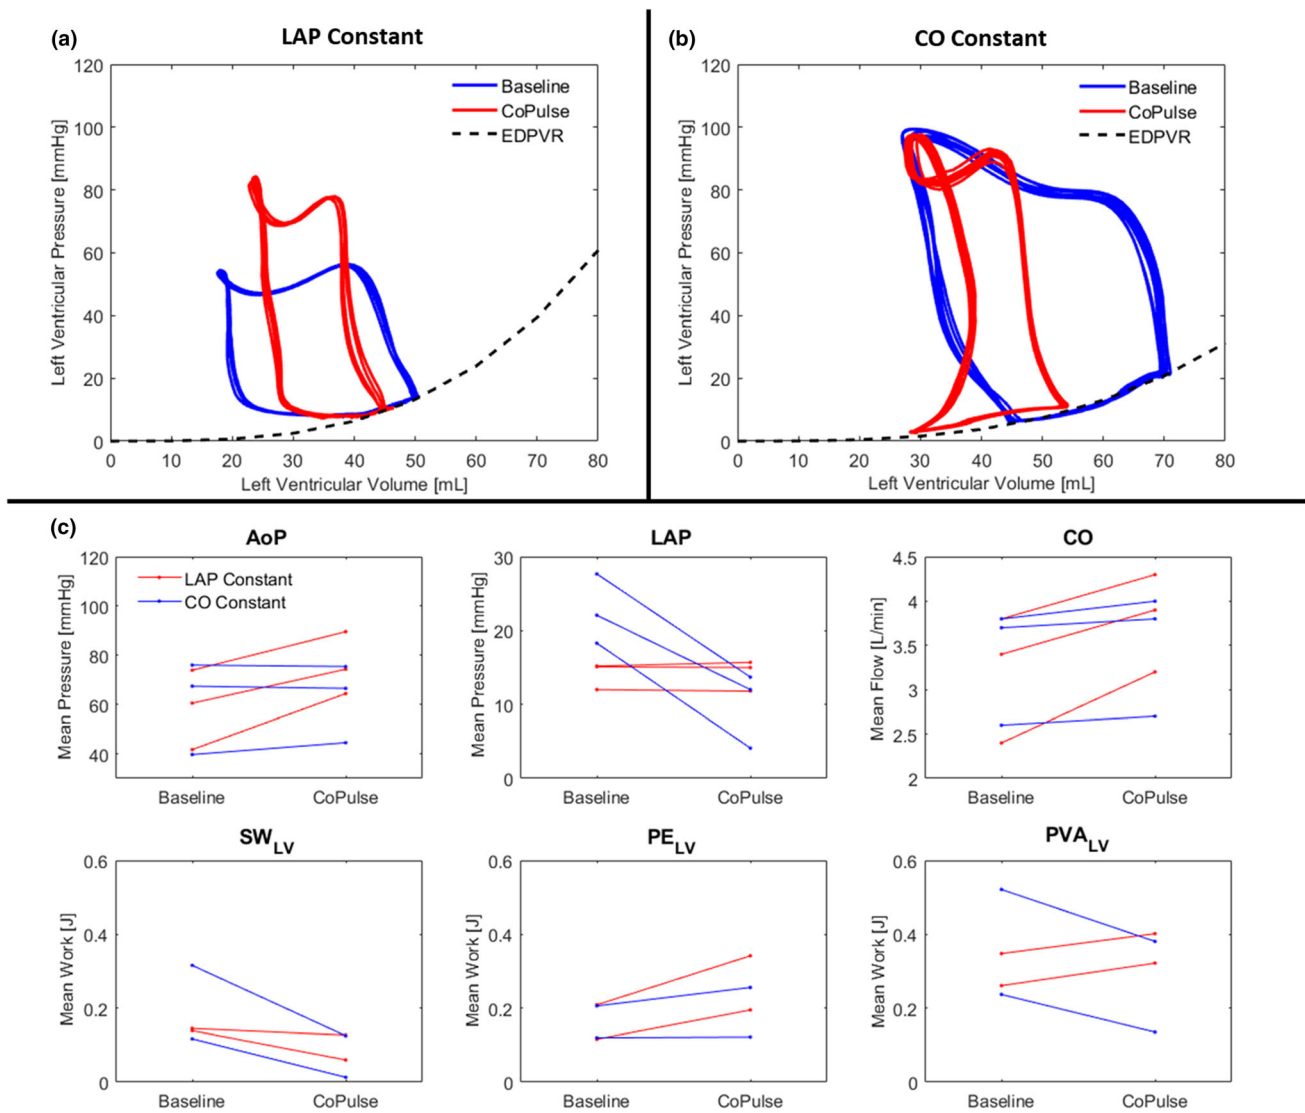 (a)
LAP Constant
120
100
80
60
40
20
0
0 10 20 30 40 50 60 70 80
Left Ventricular Pressure [mmHg]
Left Ventricular Volume [mL]
Baseline
CoPulse
EDPVR
(b)
CO Constant
120
100
80
60
40
20
0
0 10 20 30 40 50 60 70 80
Left Ventricular Pressure [mmHg]
Left Ventricular Volume [mL]
Baseline
CoPulse
EDPVR
(c)
AoP
120
100
80
60
40
Mean Pressure [mmHg]
LAP Constant
CO Constant
Baseline CoPulse
LAP
30
20
10
0
Mean Pressure [mmHg]
Baseline CoPulse
CO
4.5
4
3.5
3
2.5
2
Mean Flow [L/min]
Baseline CoPulse
SW_LV
0.6
0.4
0.2
0
Mean Work [J]
Baseline CoPulse
PE_LV
0.6
0.4
0.2
0
Mean Work [J]
Baseline CoPulse
PVA_LV
0.6
0.4
0.2
0
Mean Work [J]
Baseline CoPulse